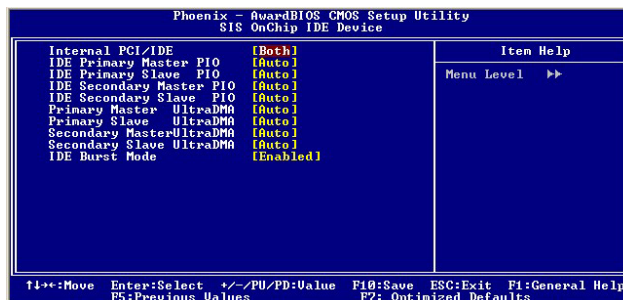 Phoenix - AwardBIOS CMOS Setup Utility
SIS OnChip IDE Device
Internal PCI/IDE [Both]
IDE Primary Master PIO [Auto]
IDE Primary Slave PIO [Auto]
IDE Secondary Master PIO [Auto]
IDE Secondary Slave PIO [Auto]
Primary Master UltraDMA [Auto]
Primary Slave UltraDMA [Auto]
Secondary MasterUltraDMA [Auto]
Secondary Slave UltraDMA [Auto]
IDE Burst Mode [Enabled]
Item Help
Menu Level ▶▶
↑↓→←:Move Enter:Select +/-/PU/PD:Value F10:Save ESC:Exit F1:General Help
F5:Previous Values F7: Optimized Defaults